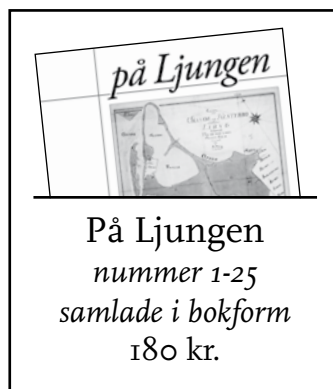 på Ljungen
På Ljungen
nummer 1-25
samlade i bokform
180 kr.